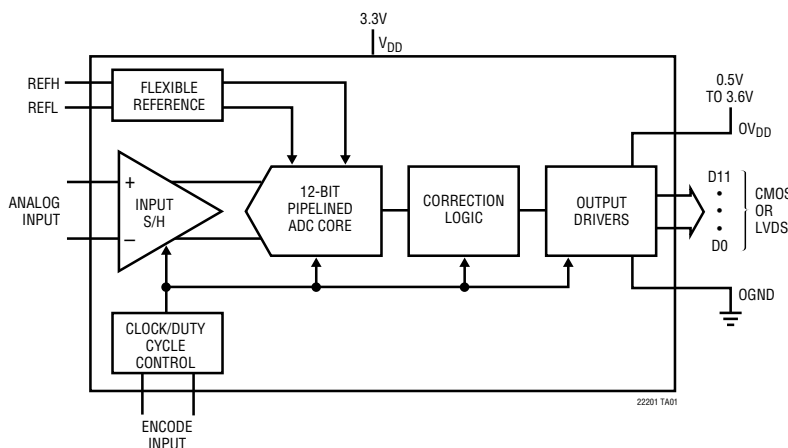 3.3V
VDD
REFH
REFL
FLEXIBLE
REFERENCE
0.5V
TO 3.6V
OVDD
ANALOG
INPUT
+
−
INPUT
S/H
12-BIT
PIPELINED
ADC CORE
CORRECTION
LOGIC
OUTPUT
DRIVERS
D11
•
•
•
D0
CMOS
OR
LVDS
OGND
CLOCK/DUTY
CYCLE
CONTROL
ENCODE
INPUT
22201 TA01